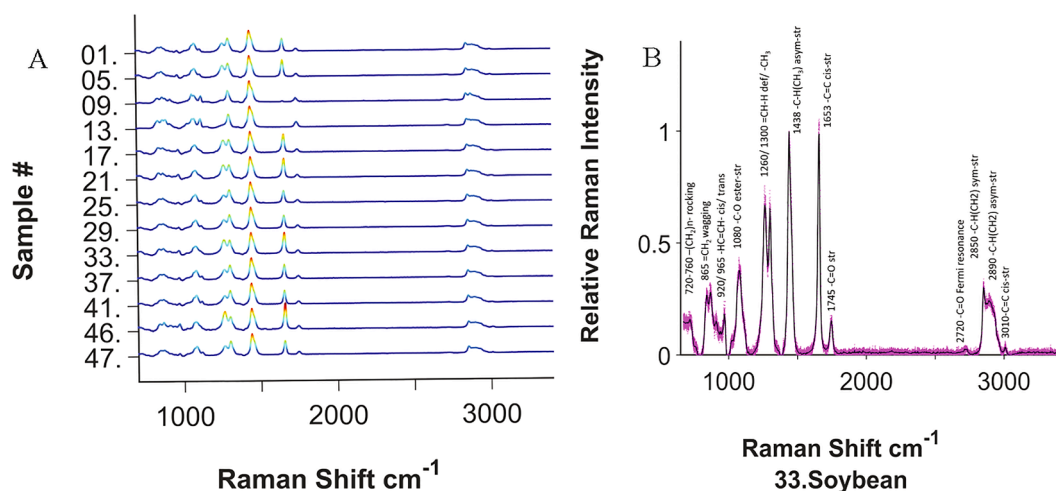 A
Sample #
01.
05.
09.
13.
17.
21.
25.
29.
33.
37.
41.
46.
47.
1000
2000
3000
Raman Shift cm-1
B
Relative Raman Intensity
1
0.5
0
720-760 –(CH2)n- rocking
865 =CH2 wagging
920/ 965 -HC=CH- cis/ trans
1080 -C-O ester-str
1260/ 1300 =CH-H def/ -CH3
1438 -C-H(CH3) asym-str
1653 -C=C cis-str
1745 -C=O str
2720 -C=O Fermi resonance
2850 -C-H(CH2) sym-str
2890 -C-H(CH2) asym-str
3010-C=C cis-str
1000
2000
3000
Raman Shift cm-1
33.Soybean